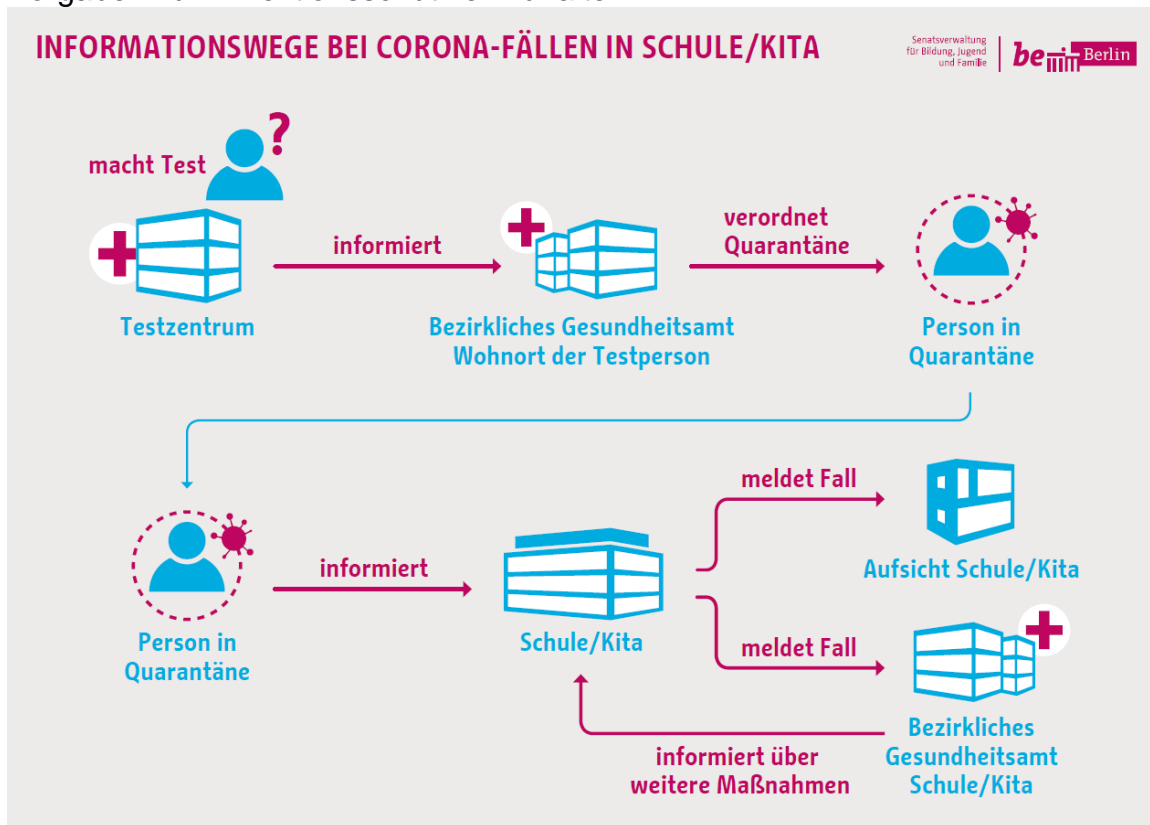 INFORMATIONSWEGE BEI CORONA-FÄLLEN IN SCHULE/KITA
Senatsverwaltung
für Bildung, Jugend
und Familie
be Berlin
?
macht Test
informiert
verordnet
Quarantäne
Testzentrum
Bezirkliches Gesundheitsamt
Wohnort der Testperson
Person in
Quarantäne
meldet Fall
informiert
Aufsicht Schule/Kita
Person in
Quarantäne
Schule/Kita
meldet Fall
informiert über
weitere Maßnahmen
Bezirkliches
Gesundheitsamt
Schule/Kita